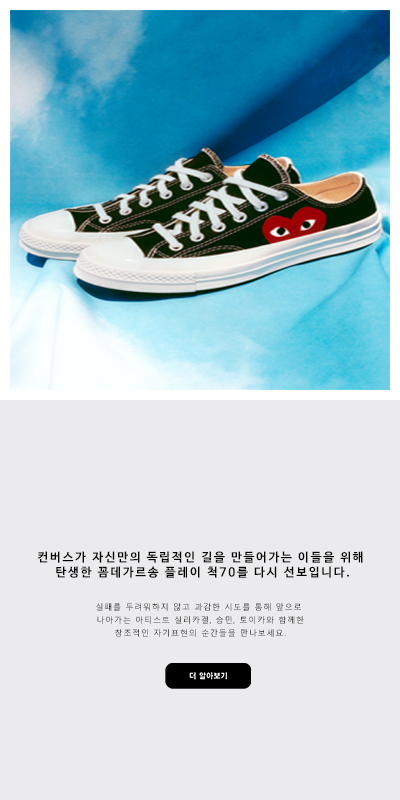 컨버스가 자신만의 독립적인 길을 만들어가는 이들을 위해
탄생한 꼼데가르송 플레이 척70를 다시 선보입니다.
실패를 두려워하지 않고 과감한 시도를 통해 앞으로
나아가는 아티스트 실리카겔, 승민, 토이카와 함께한
창조적인 자기표현의 순간들을 만나보세요.
더 알아보기